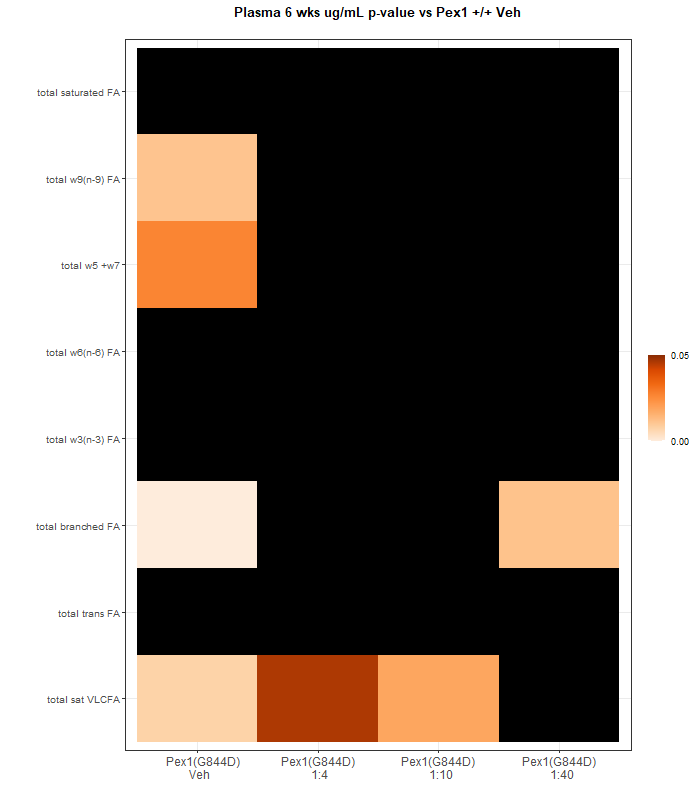 Plasma 6 wks ug/mL p-value vs Pex1 +/+ Veh
total saturated FA
total w9(n-9) FA
total w5 +w7
total w6(n-6) FA
total w3(n-3) FA
total branched FA
total trans FA
total sat VLCFA
0.05
0.00
Pex1(G844D)
Veh
Pex1(G844D)
1:4
Pex1(G844D)
1:10
Pex1(G844D)
1:40